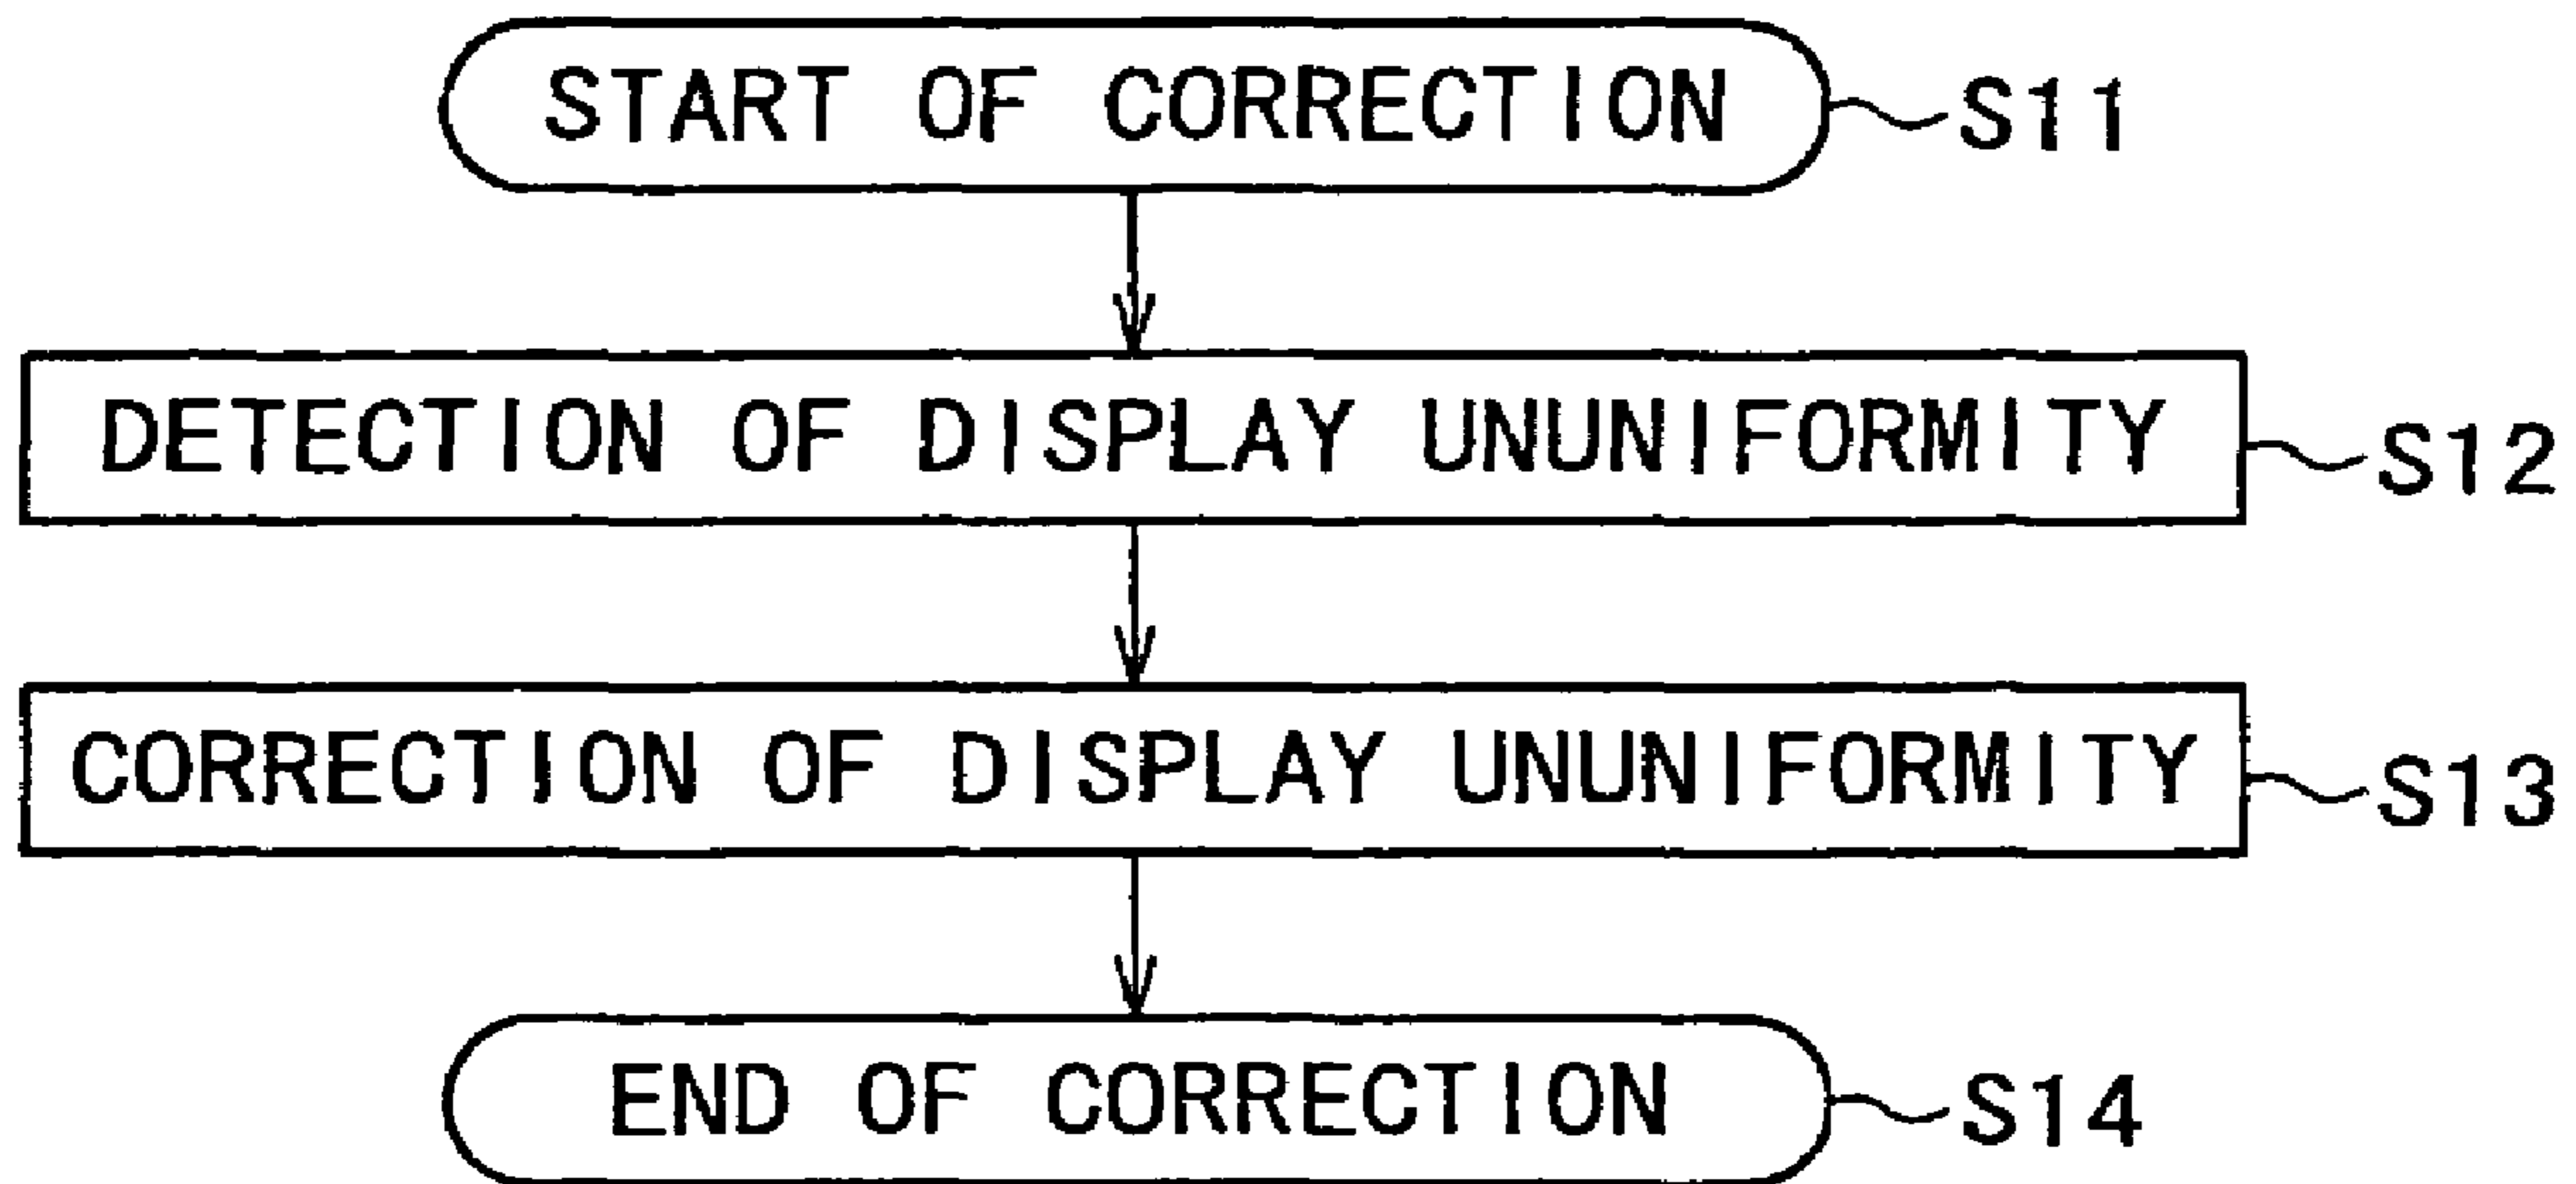 START OF CORRECTION S11
DETECTION OF DISPLAY UNUNIFORMITY S12
CORRECTION OF DISPLAY UNUNIFORMITY S13
END OF CORRECTION S14